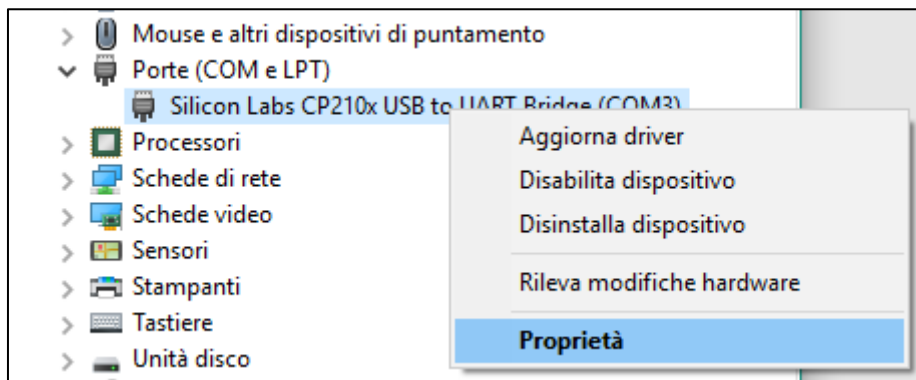 Mouse e altri dispositivi di puntamento
Porte (COM e LPT)
Silicon Labs CP210x USB to UART Bridge (COM3)
Processori
Schede di rete
Schede video
Sensori
Stampanti
Tastiere
Unità disco
Aggiorna driver
Disabilita dispositivo
Disinstalla dispositivo
Rileva modifiche hardware
Proprietà